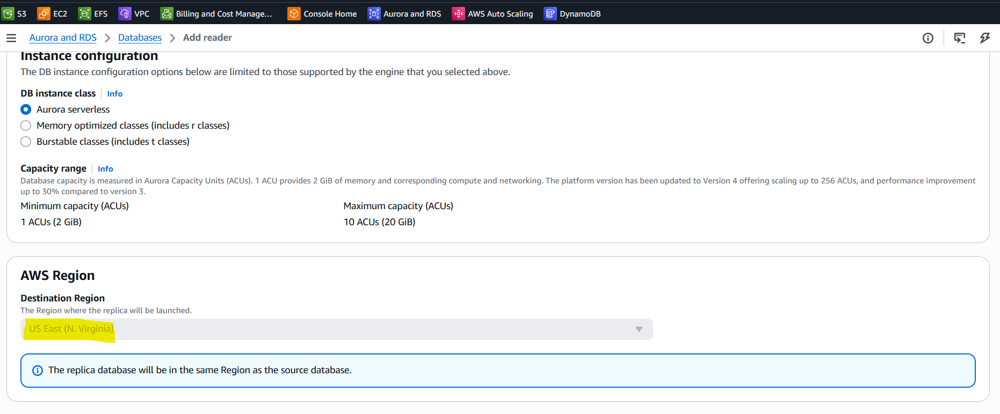 S3 EC2 EFS VPC Billing and Cost Manage... Console Home Aurora and RDS AWS Auto Scaling DynamoDB
Aurora and RDS > Databases > Add reader
Instance configuration
The DB instance configuration options below are limited to those supported by the engine that you selected above.
DB instance class Info
Aurora serverless
Memory optimized classes (includes r classes)
Burstable classes (includes t classes)
Capacity range Info
Database capacity is measured in Aurora Capacity Units (ACUs). 1 ACU provides 2 GiB of memory and corresponding compute and networking. The platform version has been updated to Version 4 offering scaling up to 256 ACUs, and performance improvement
up to 30% compared to version 3.
Minimum capacity (ACUs) Maximum capacity (ACUs)
1 ACUs (2 GiB) 10 ACUs (20 GiB)
AWS Region
Destination Region
The Region where the replica will be launched.
US East (N. Virginia)
The replica database will be in the same Region as the source database.